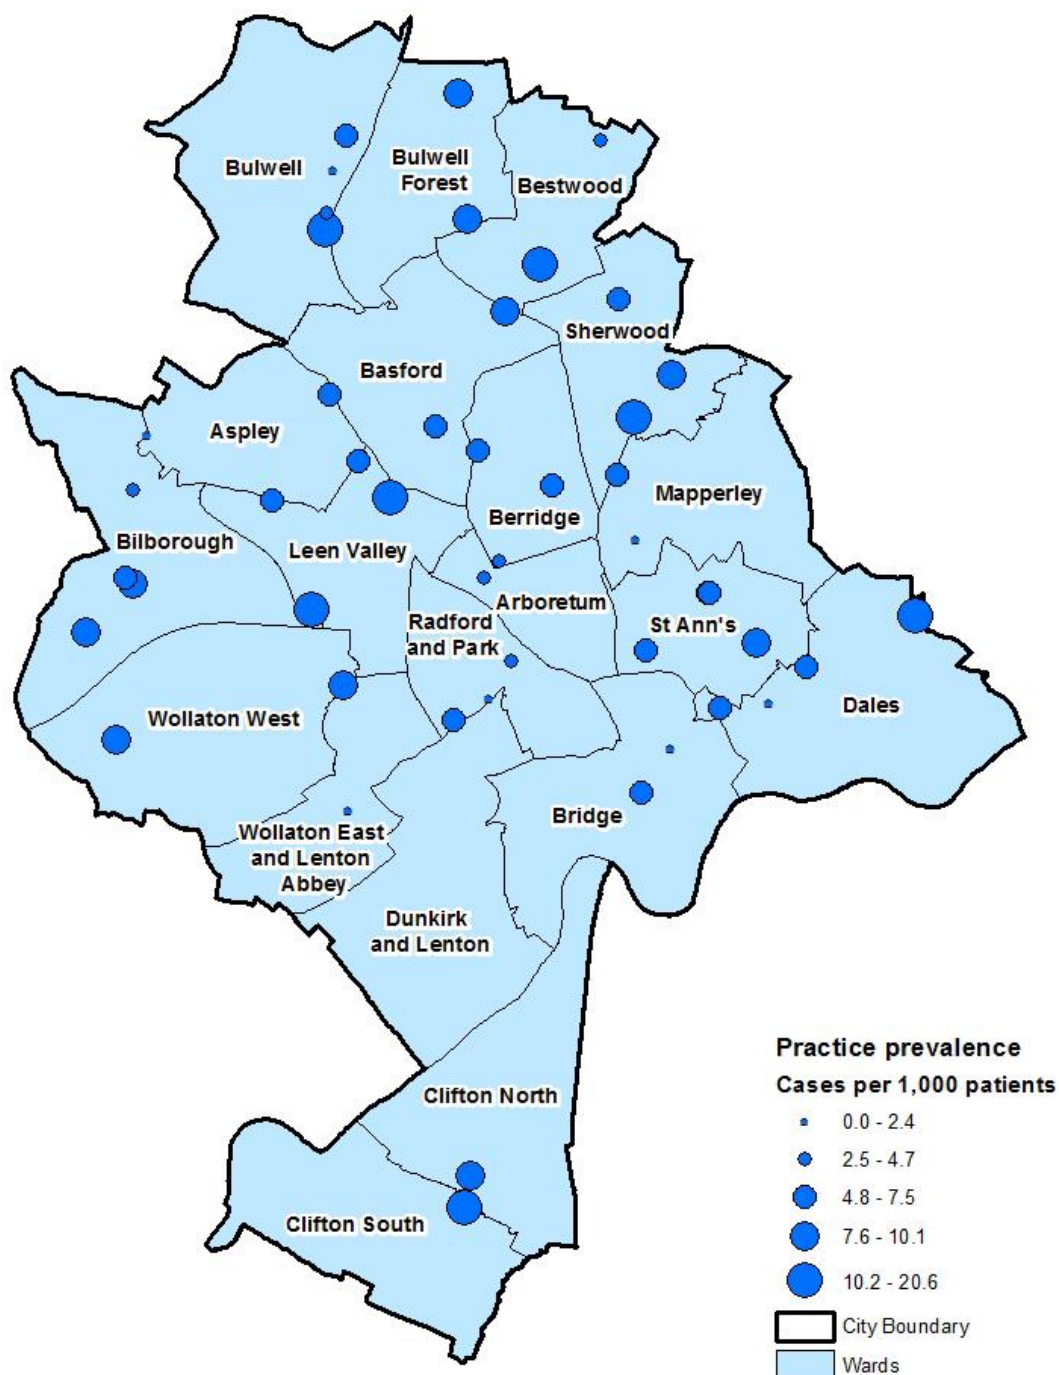 Bulwell
Bulwell
Forest
Bestwood
Sherwood
Basford
Aspley
Mapperley
Berridge
Bilborough
Leen Valley
Arboretum
Radford
and Park
St Ann's
Wollaton West
Dales
Bridge
Wollaton East
and Lenton
Abbey
Dunkirk
and Lenton
Clifton North
Clifton South
Practice prevalence
Cases per 1,000 patients
0.0 - 2.4
2.5 - 4.7
4.8 - 7.5
7.6 - 10.1
10.2 - 20.6
City Boundary
Wards